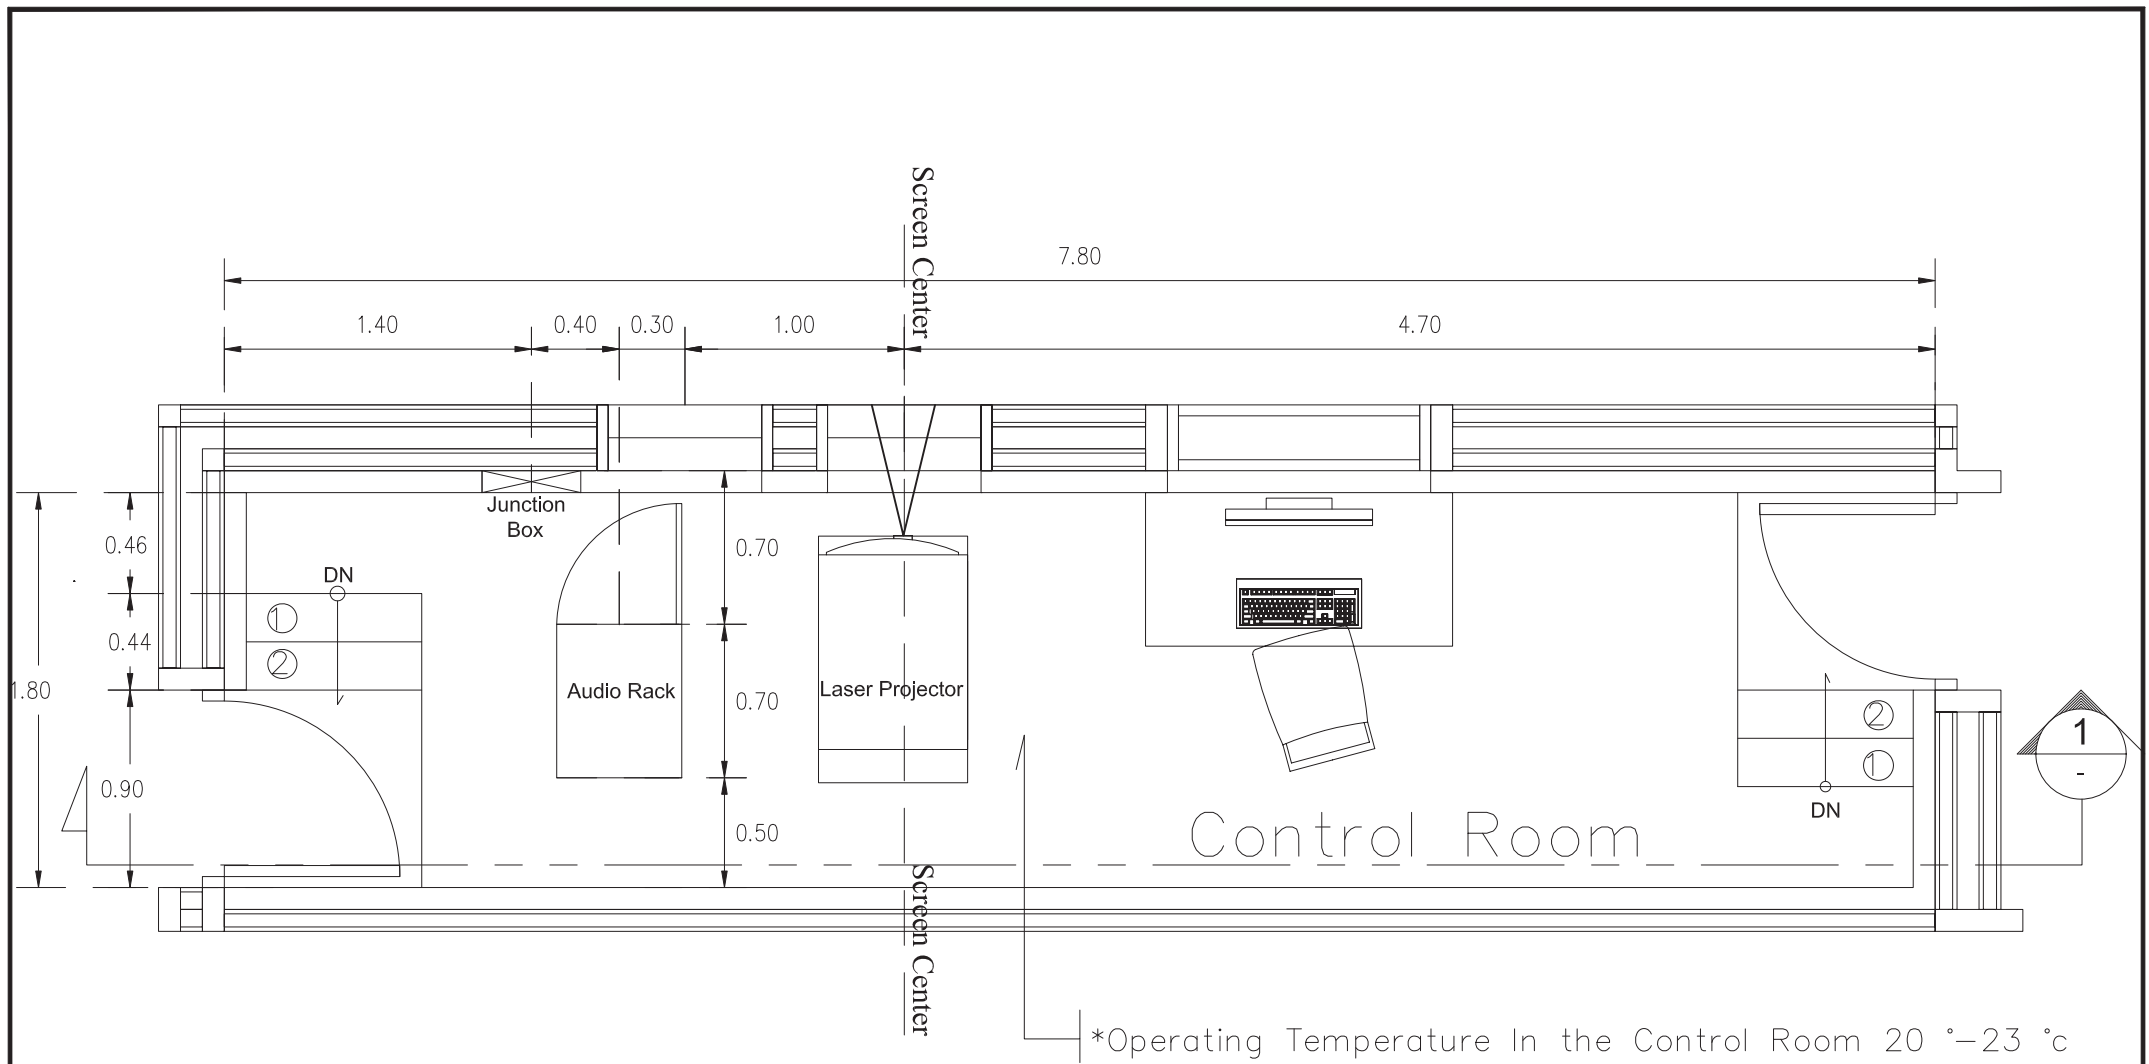 Screen Center
7.80
1.40
0.40
0.30
1.00
4.70
Junction
Box
0.46
0.70
DN
1
0.44
2
1.80
Audio Rack
0.70
Laser Projector
2
1
-
1
0.90
DN
0.50
Control Room
Screen Center
*Operating Temperature In the Control Room 20 °-23 °c